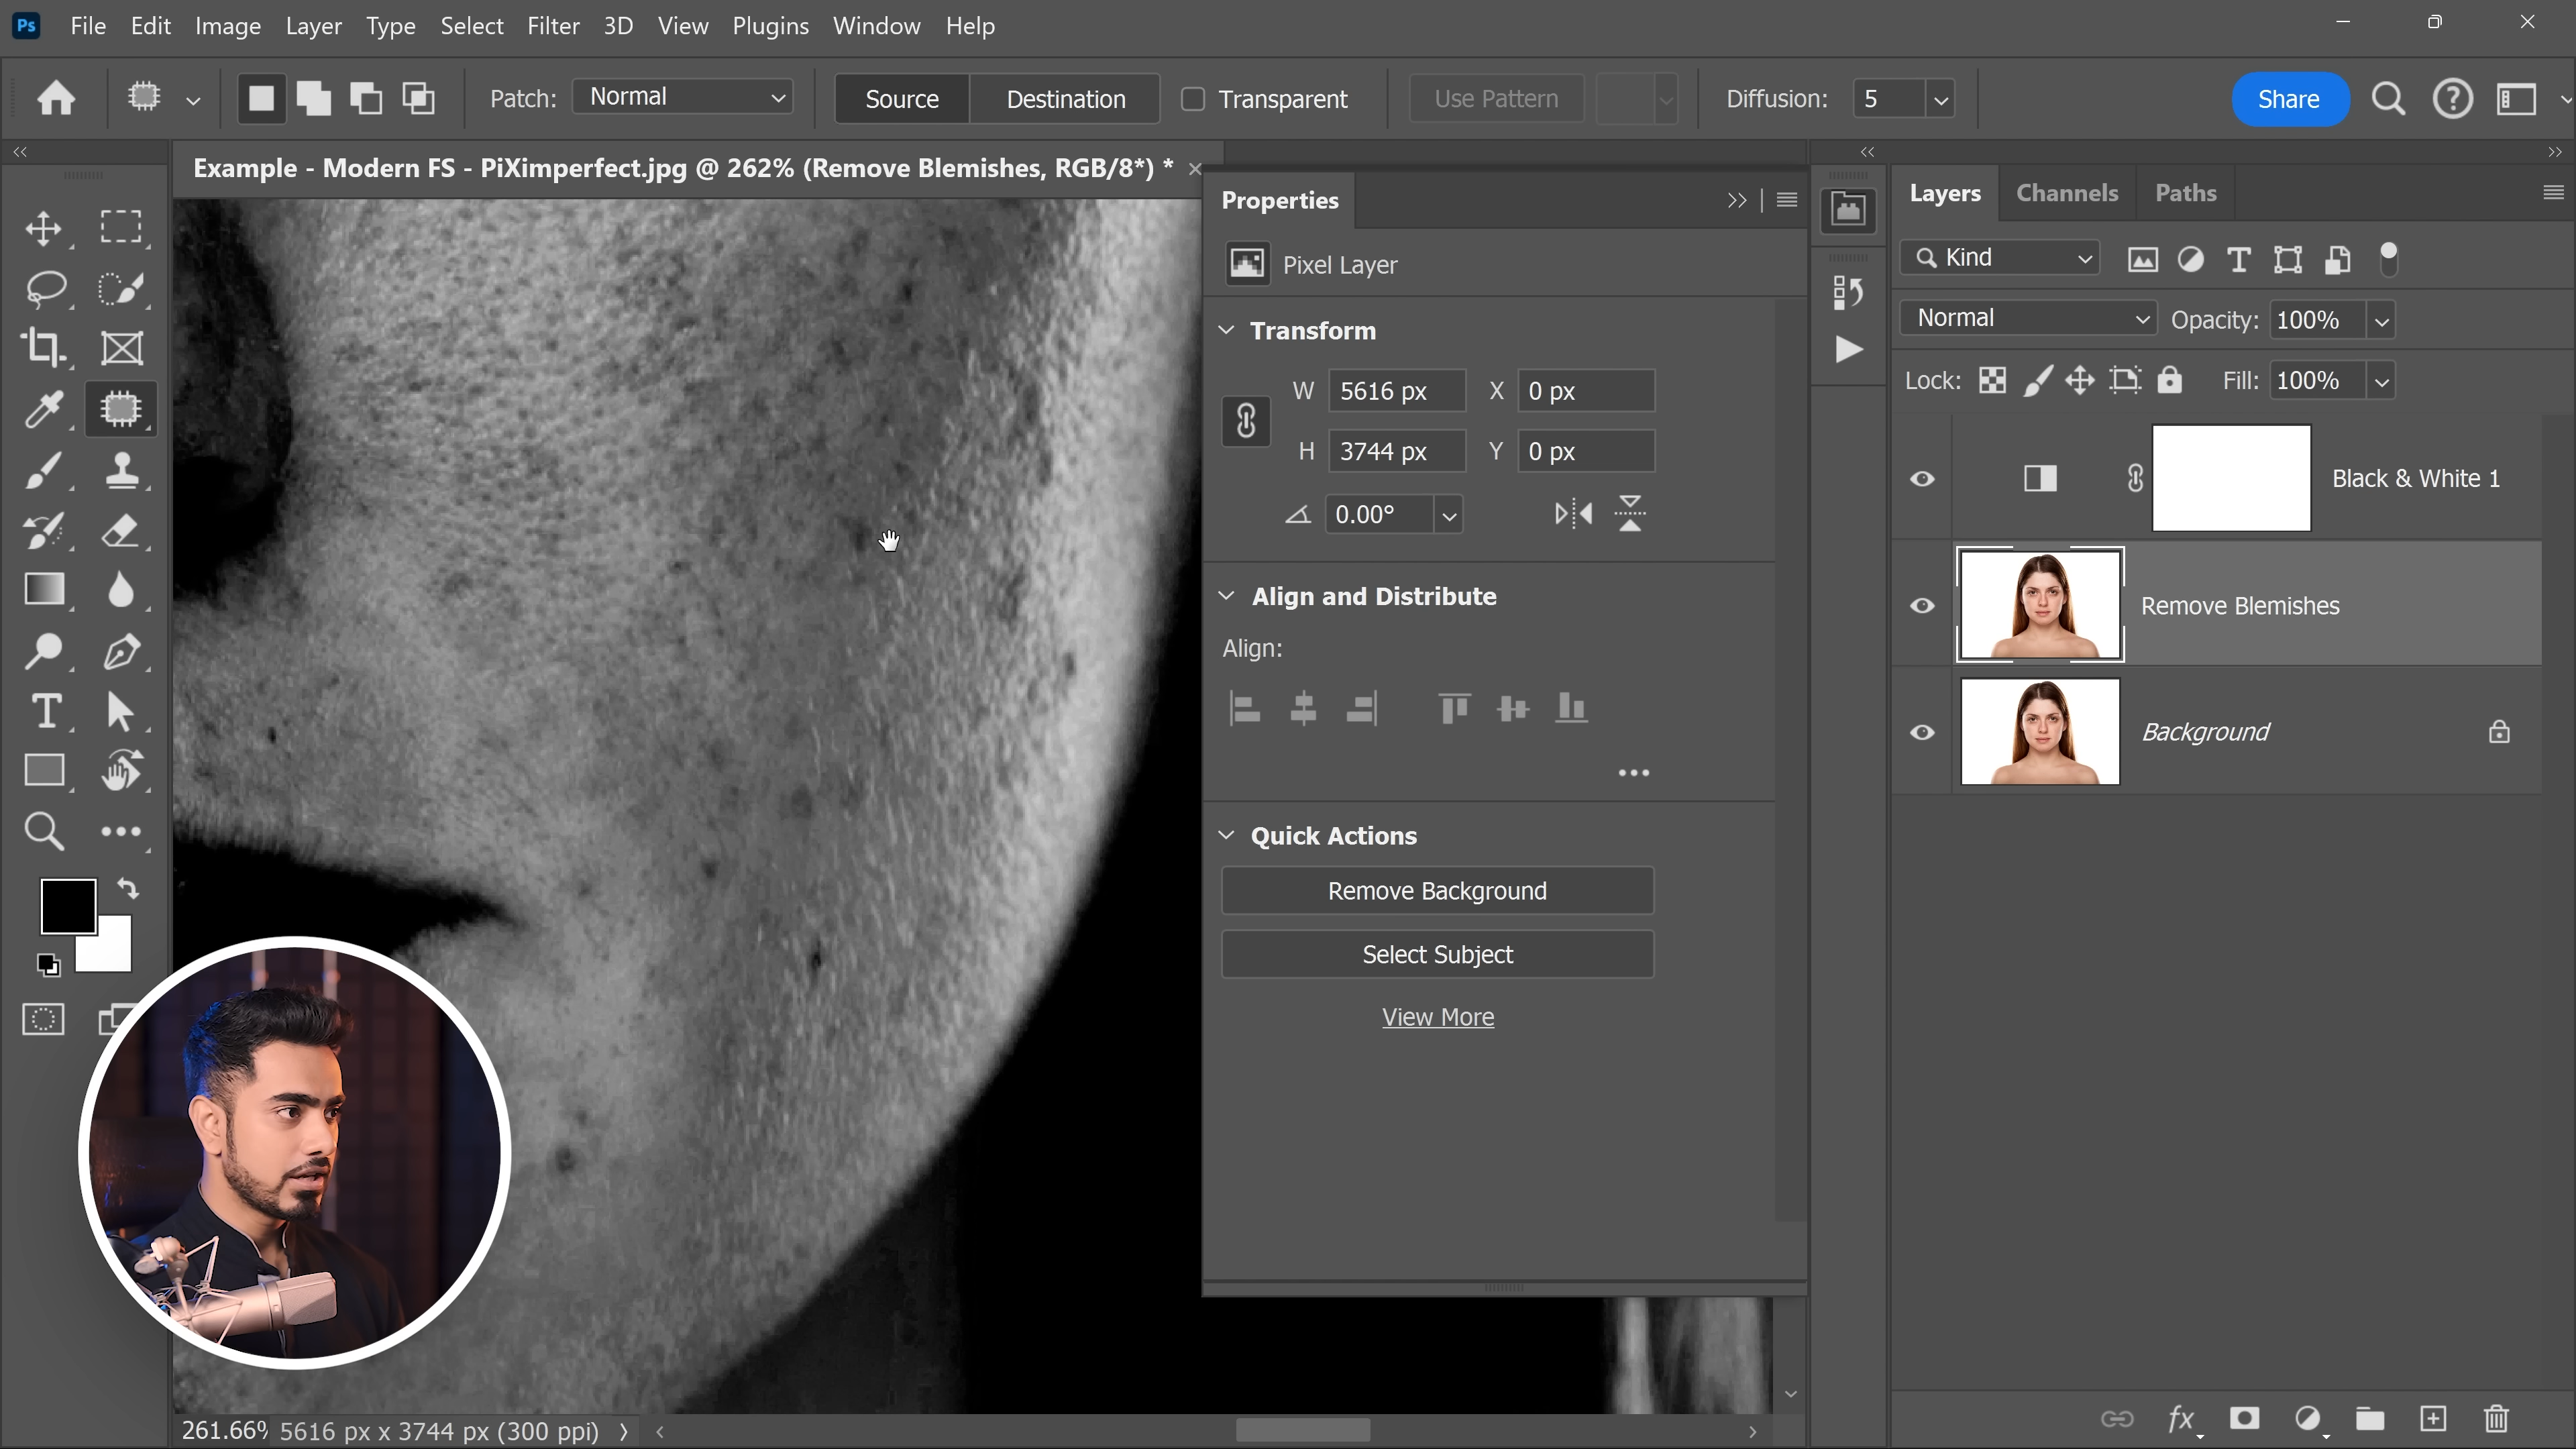 Ps File Edit Image Layer Type Select Filter 3D View Plugins Window Help
Patch: Normal Source Destination Transparent Use Pattern Diffusion: 5 Share
Example - Modern FS - PiXimperfect.jpg @ 262% (Remove Blemishes, RGB/8*) *
Properties
Pixel Layer
Transform
W 5616 px X 0 px
H 3744 px Y 0 px
0.00°
Align and Distribute
Align:
Quick Actions
Remove Background
Select Subject
View More
Layers Channels Paths
Kind
Normal Opacity: 100%
Lock: Fill: 100%
Black & White 1
Remove Blemishes
Background
fx
261.66% 5616 px x 3744 px (300 ppi)